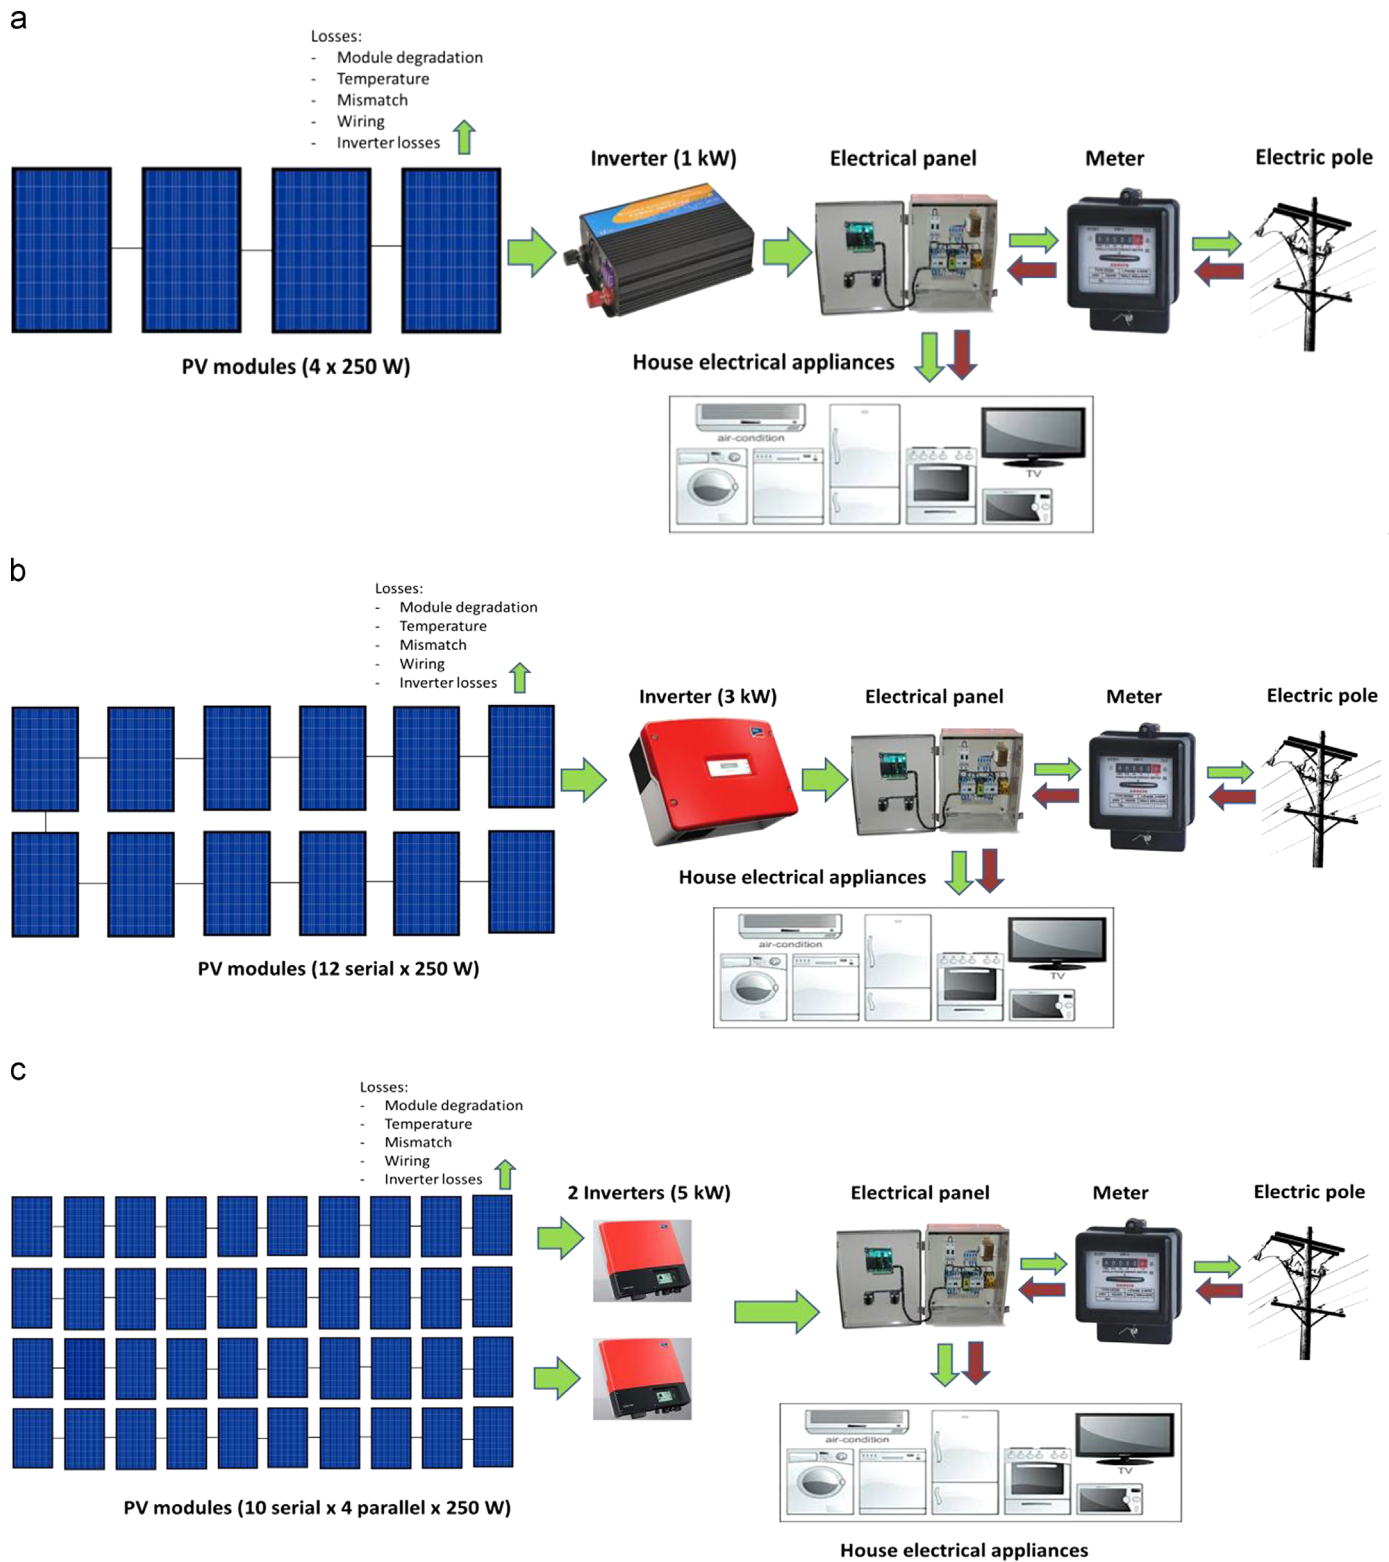 a
Losses:
- Module degradation
- Temperature
- Mismatch
- Wiring
- Inverter losses
Inverter (1 kW)
Electrical panel
Meter
Electric pole
PV modules (4 x 250 W)
House electrical appliances
air-condition
TV
b
Losses:
- Module degradation
- Temperature
- Mismatch
- Wiring
- Inverter losses
Inverter (3 kW)
Electrical panel
Meter
Electric pole
House electrical appliances
PV modules (12 serial x 250 W)
air-condition
TV
c
Losses:
- Module degradation
- Temperature
- Mismatch
- Wiring
- Inverter losses
2 Inverters (5 kW)
Electrical panel
Meter
Electric pole
air-condition
TV
PV modules (10 serial x 4 parallel x 250 W)
House electrical appliances